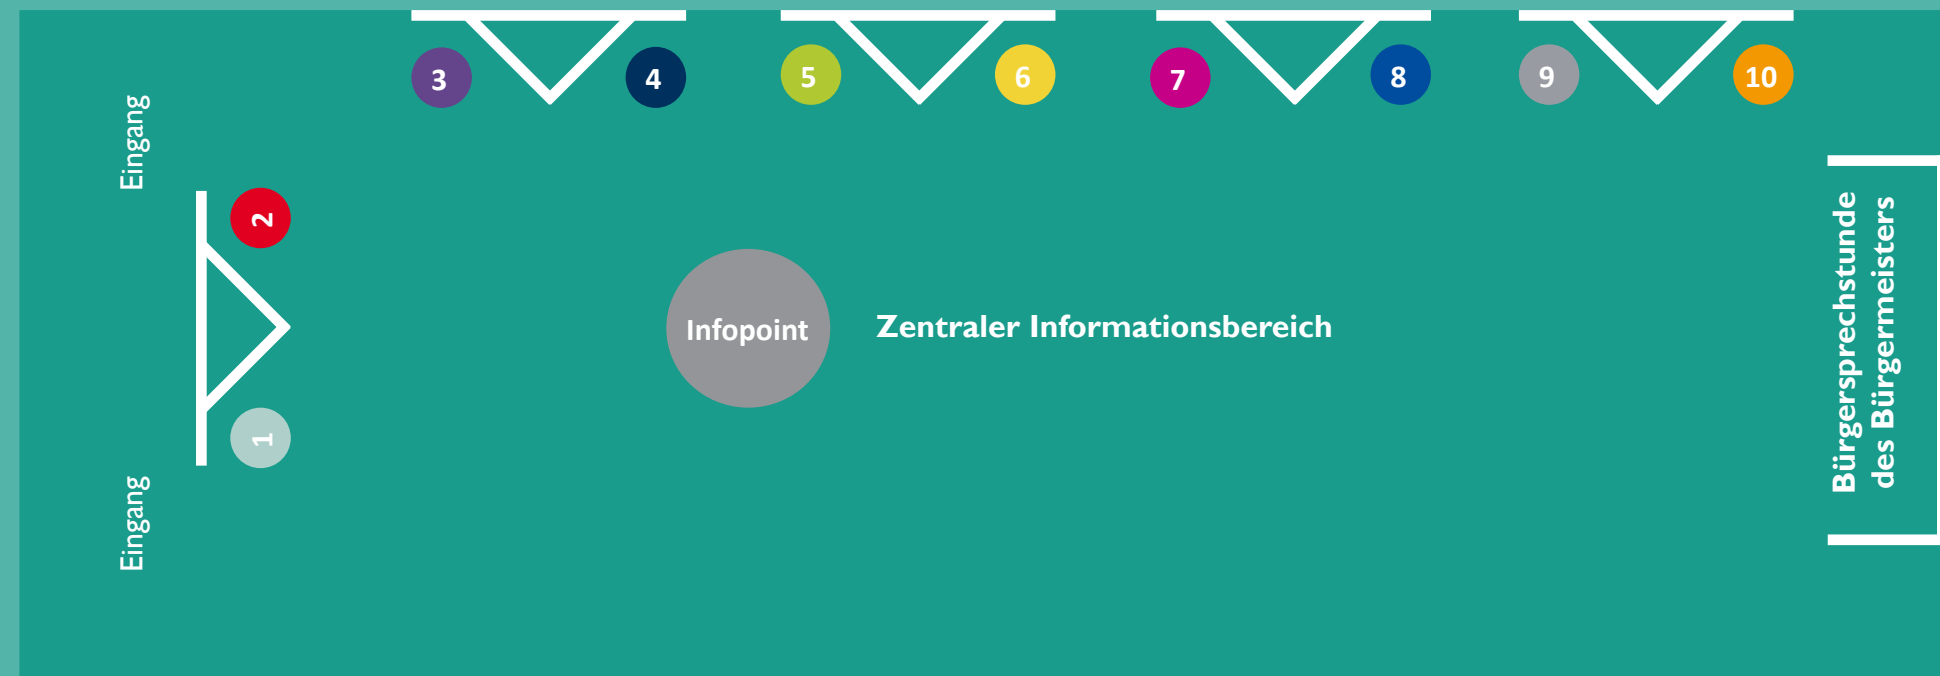 3
4
5
6
7
8
9
10
Eingang
2
1
Eingang
Infopoint
Zentraler Informationsbereich
Bürgersprechstunde
des Bürgermeisters